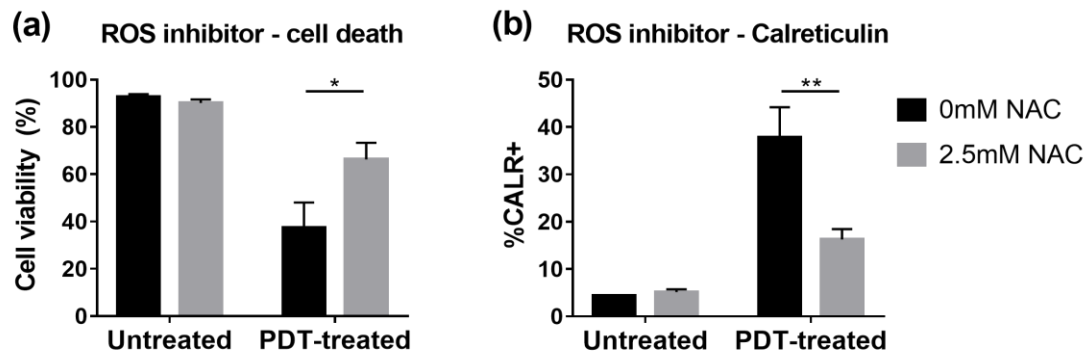 (a) ROS inhibitor - cell death
Cell viability (%)
100
80
60
40
20
0
*
Untreated PDT-treated
(b) ROS inhibitor - Calreticulin
%CALR+
50
40
30
20
10
0
**
Untreated PDT-treated
0mM NAC
2.5mM NAC